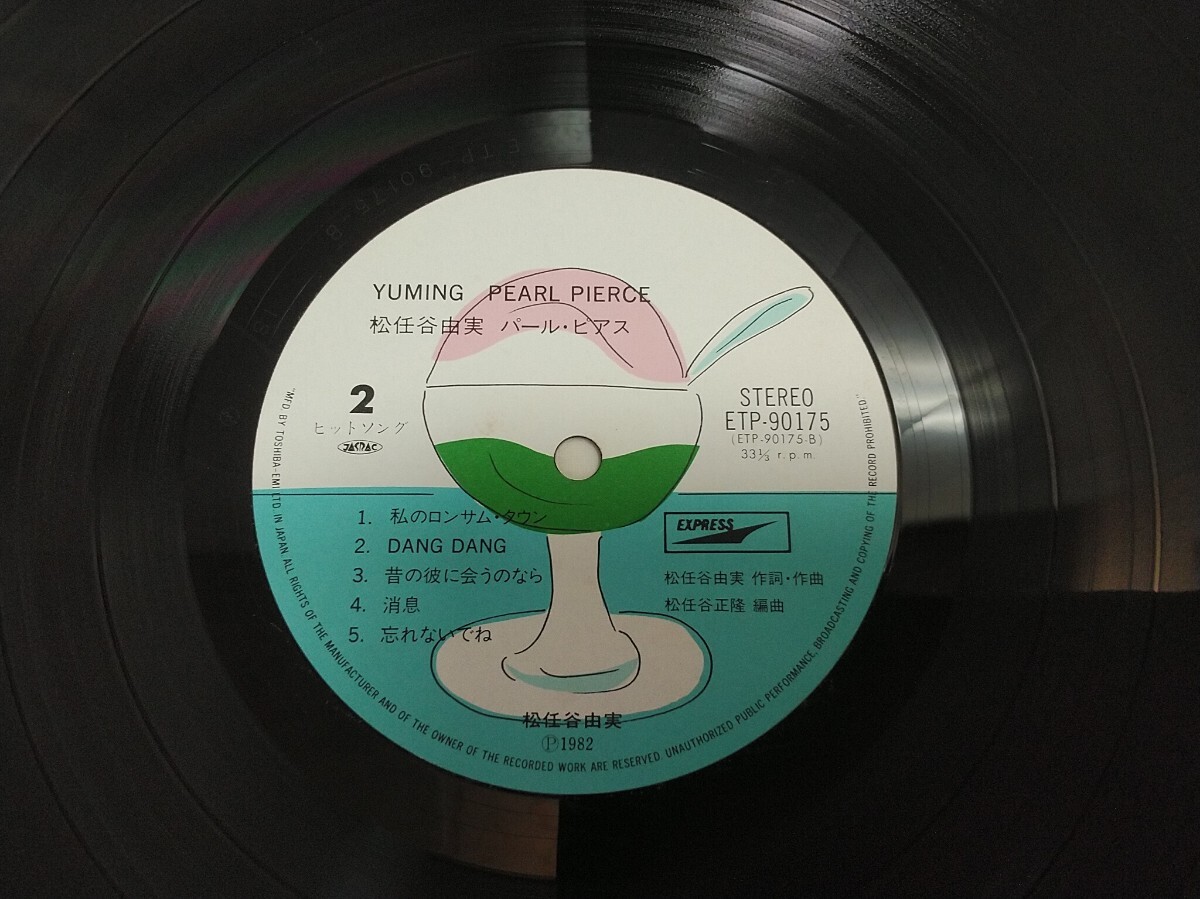 YUMING PEARL PIERCE
松任谷由実 パール・ピアス
2
ヒットソング
JASRAC
STEREO
ETP-90175
(ETP-90175-B)
33⅓ r.p.m.
1. 私のロンサム・タウン
2. DANG DANG
3. 昔の彼に会うのなら
4. 消息
5. 忘れないでね
EXPRESS
松任谷由実 作詞・作曲
松任谷正隆 編曲
松任谷由実
Ⓟ1982
"MFD. BY TOSHIBA-EMI LTD. IN JAPAN. ALL RIGHTS OF THE MANUFACTURER AND OF THE OWNER OF THE RECORDED WORK ARE RESERVED. UNAUTHORIZED PUBLIC PERFORMANCE, BROADCASTING AND COPYING OF THE RECORD PROHIBITED."
ETP-90175-B